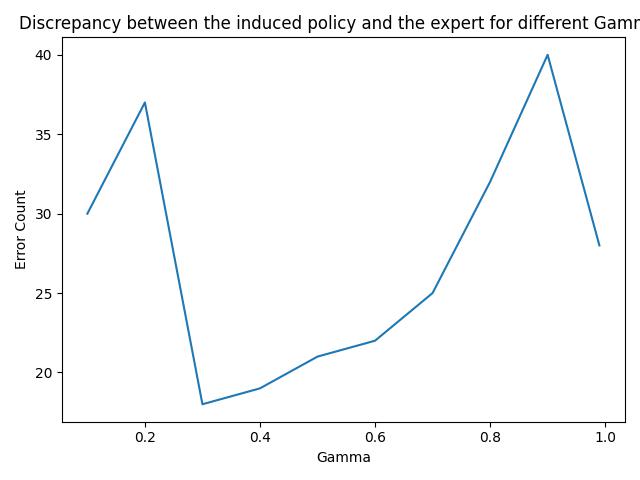 Discrepancy between the induced policy and the expert for different Gamm
40
35
30
25
20
Error Count
0.2 0.4 0.6 0.8 1.0
Gamma